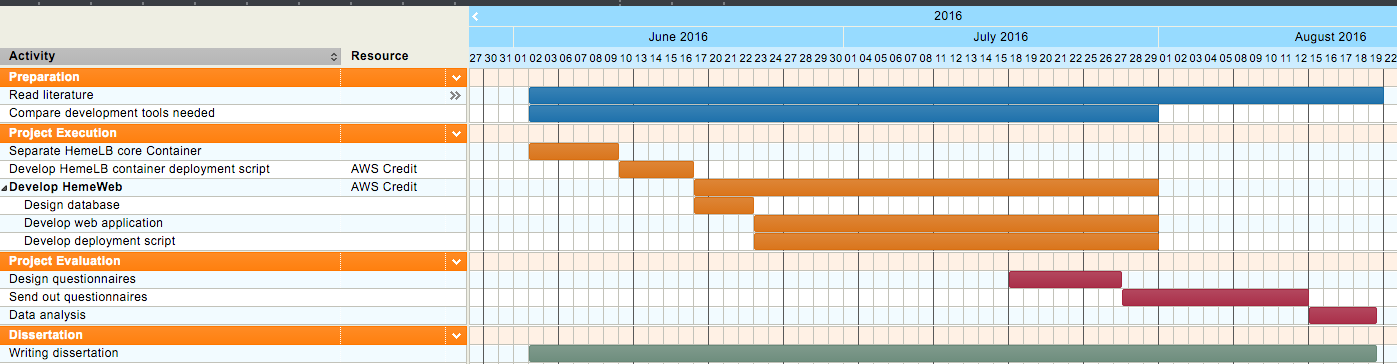 2016
June 2016 July 2016 August 2016
Activity Resource 27 30 31 01 02 03 06 07 08 09 10 13 14 15 16 17 20 21 22 23 24 27 28 29 30 01 04 05 06 07 08 11 12 13 14 15 18 19 20 21 22 25 26 27 28 29 01 02 03 04 05 08 09 10 11 12 15 16 17 18 19 22
Preparation
Read literature
Compare development tools needed
Project Execution
Separate HemeLB core Container
Develop HemeLB container deployment script AWS Credit
Develop HemeWeb AWS Credit
Design database
Develop web application
Develop deployment script
Project Evaluation
Design questionnaires
Send out questionnaires
Data analysis
Dissertation
Writing dissertation